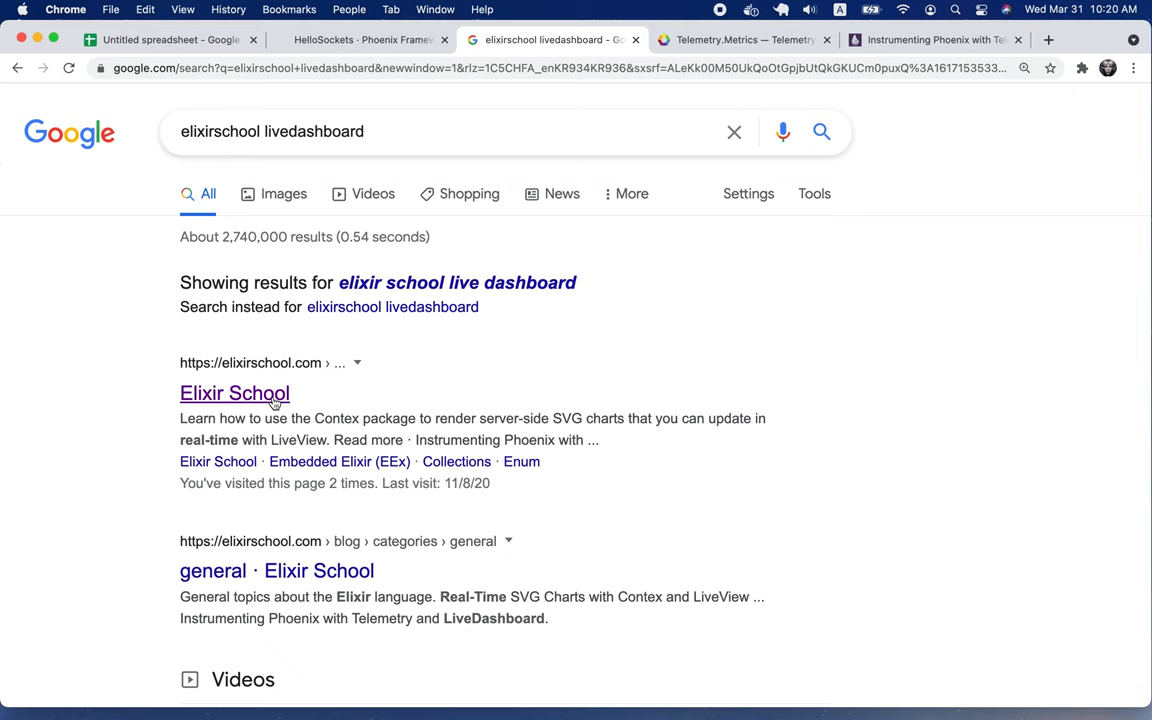 Chrome File Edit View History Bookmarks People Tab Window Help A Wed Mar 31 10:20 AM
Untitled spreadsheet - Google HelloSockets · Phoenix Framew elixirschool livedashboard - Go Telemetry.Metrics — Telemetry Instrumenting Phoenix with Tel
google.com/search?q=elixirschool+livedashboard&newwindow=1&rlz=1C5CHFA_enKR934KR936&sxsrf=ALeKk00M50UkQoOtGpjbUtQkGKUCm0puxQ%3A1617153533...
Google elixirschool livedashboard
All Images Videos Shopping News More Settings Tools
About 2,740,000 results (0.54 seconds)
Showing results for elixir school live dashboard
Search instead for elixirschool livedashboard
https://elixirschool.com › ...
Elixir School
Learn how to use the Contex package to render server-side SVG charts that you can update in
real-time with LiveView. Read more · Instrumenting Phoenix with ...
Elixir School · Embedded Elixir (EEx) · Collections · Enum
You've visited this page 2 times. Last visit: 11/8/20
https://elixirschool.com › blog › categories › general
general · Elixir School
General topics about the Elixir language. Real-Time SVG Charts with Contex and LiveView ...
Instrumenting Phoenix with Telemetry and LiveDashboard.
Videos